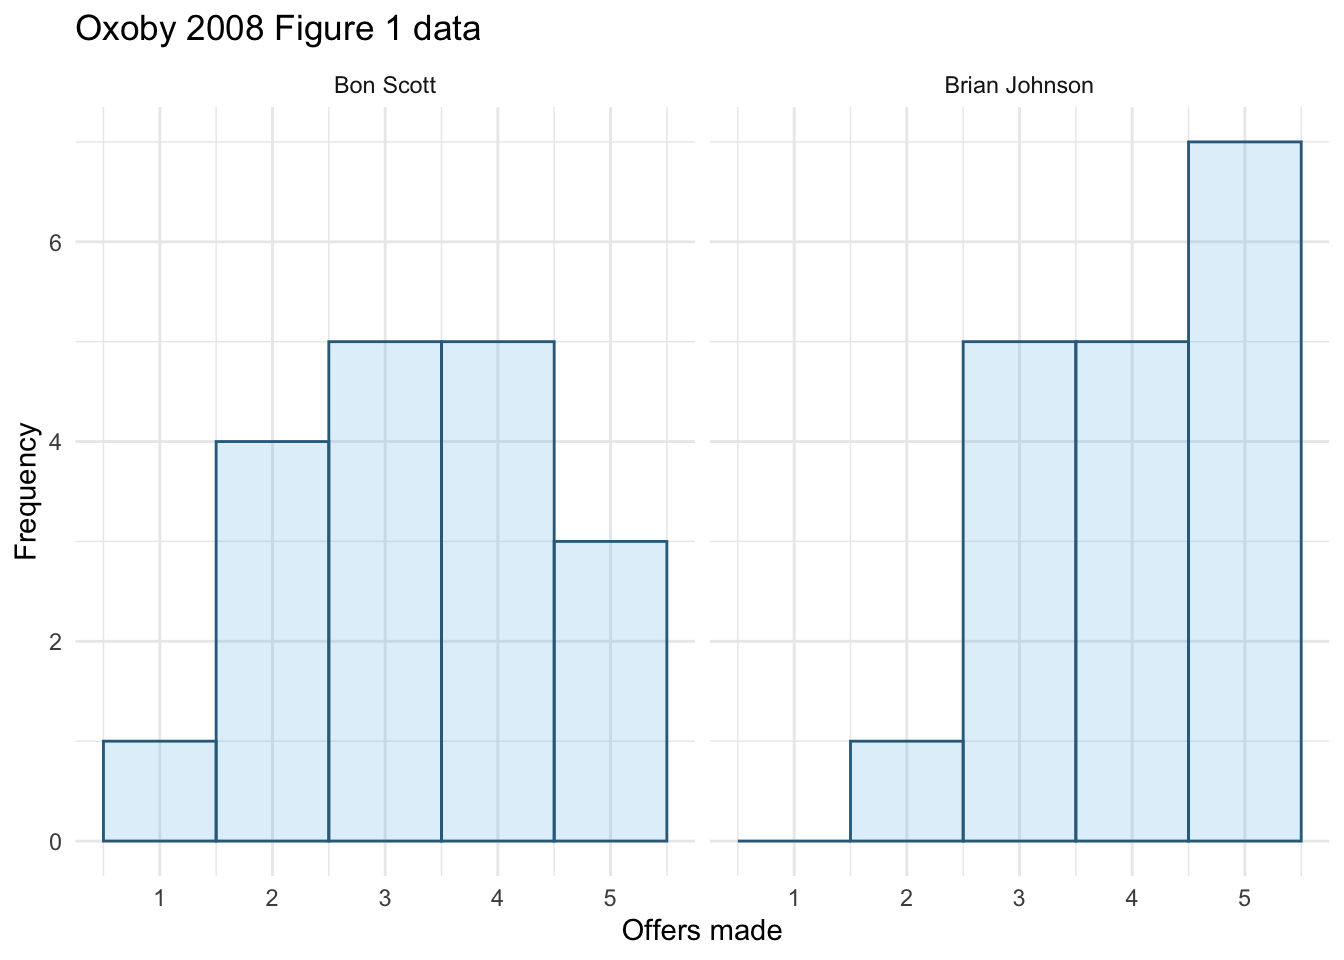 Oxoby 2008 Figure 1 data
Bon Scott
Brian Johnson
Frequency
6
4
2
0
1 2 3 4 5
1 2 3 4 5
Offers made